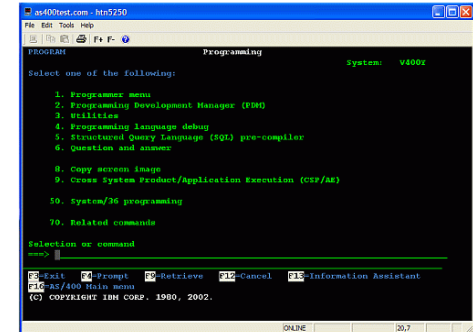 as400test.com - htn5250
File Edit Tools Help
F+ F-
PROGRAM Programming
System: V400Y
Select one of the following:
1. Programmer menu
2. Programming Development Manager (PDM)
3. Utilities
4. Programming language debug
5. Structured Query Language (SQL) pre-compiler
6. Question and answer
8. Copy screen image
9. Cross System Product/Application Execution (CSP/AE)
50. System/36 programming
70. Related commands
Selection or command
===>
F3=Exit F4=Prompt F9=Retrieve F12=Cancel F13=Information Assistant
F16=AS/400 Main menu
(C) COPYRIGHT IBM CORP. 1980, 2002.
ONLINE 20,7